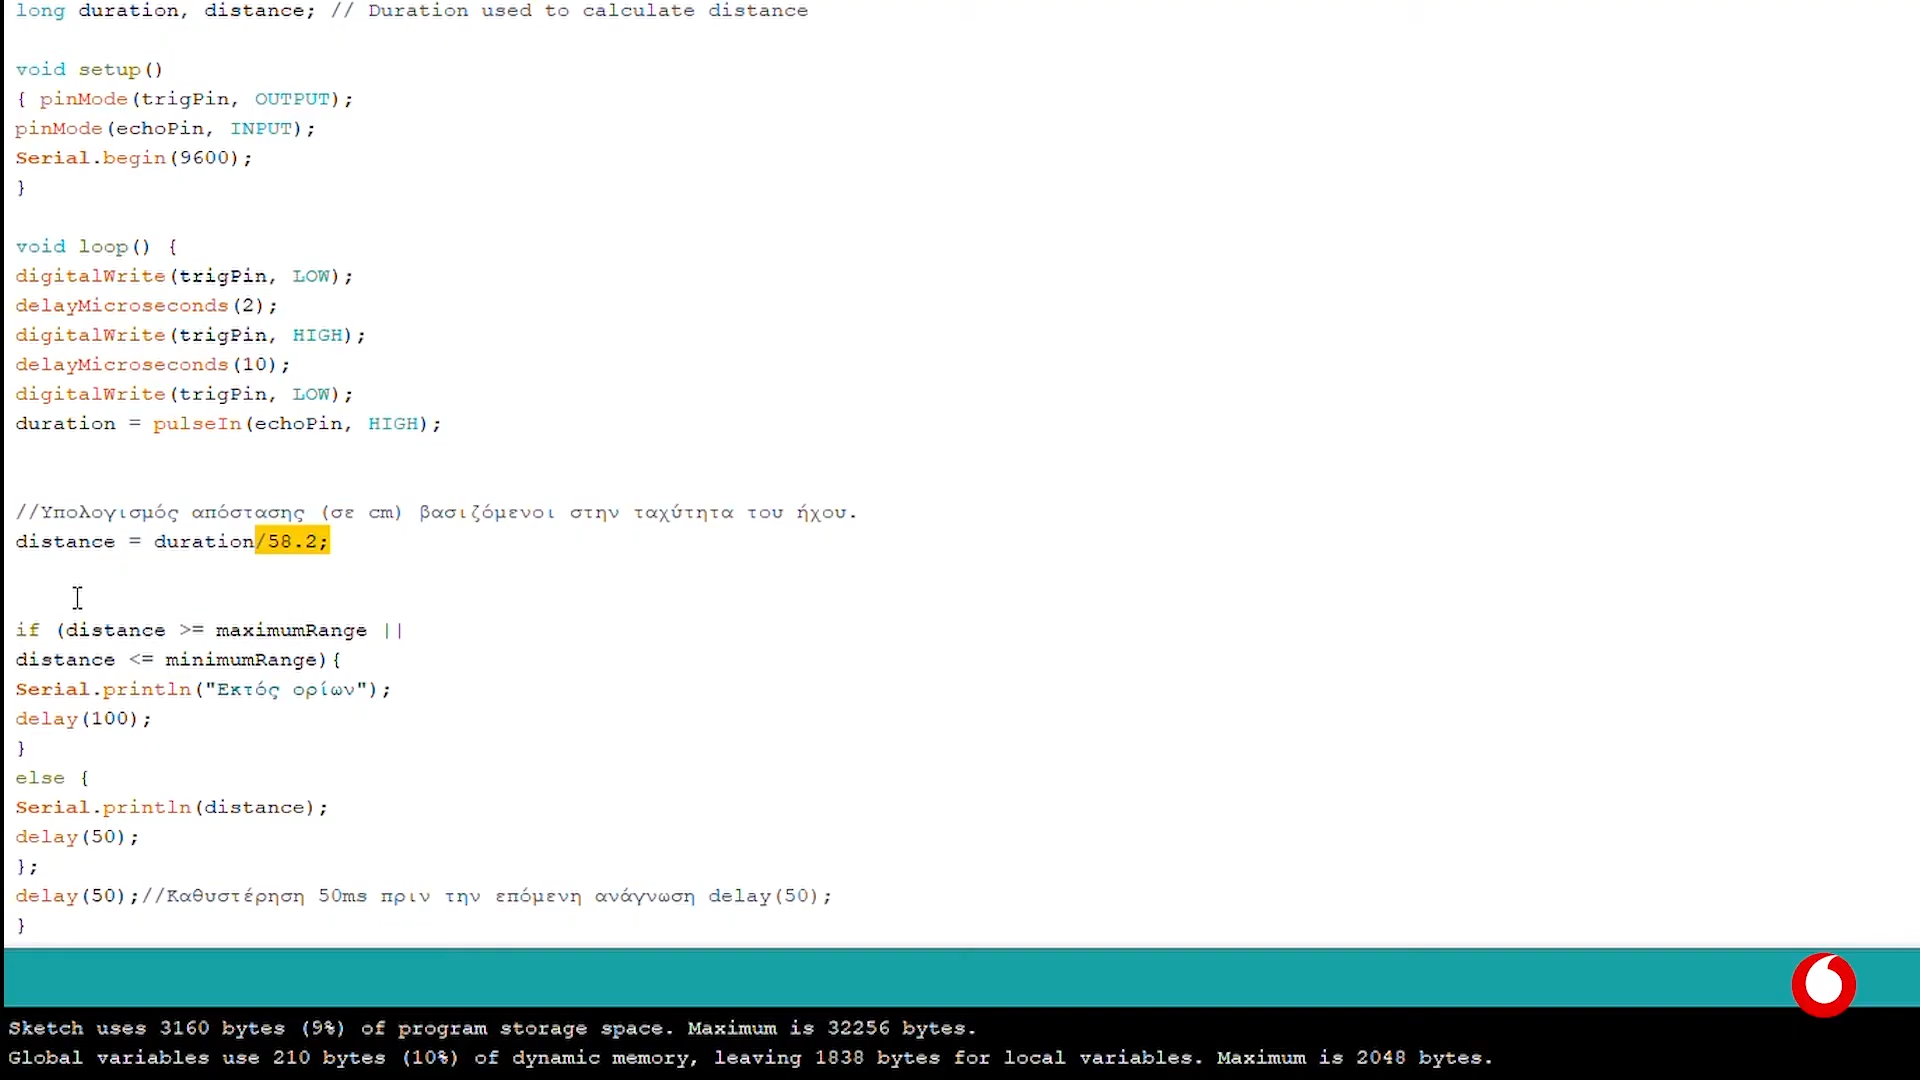 long duration, distance; // Duration used to calculate distance
void setup()
{ pinMode(trigPin, OUTPUT);
pinMode(echoPin, INPUT);
Serial.begin(9600);
}
void loop() {
digitalWrite(trigPin, LOW);
delayMicroseconds(2);
digitalWrite(trigPin, HIGH);
delayMicroseconds(10);
digitalWrite(trigPin, LOW);
duration = pulseIn(echoPin, HIGH);
//Υπολογισμός απόστασης (σε cm) βασιζόμενοι στην ταχύτητα του ήχου.
distance = duration/58.2;
if (distance >= maximumRange ||
distance <= minimumRange){
Serial.println("Εκτός ορίων");
delay(100);
}
else {
Serial.println(distance);
delay(50);
};
delay(50);//Καθυστέρηση 50ms πριν την επόμενη ανάγνωση delay(50);
}
Sketch uses 3160 bytes (9%) of program storage space. Maximum is 32256 bytes.
Global variables use 210 bytes (10%) of dynamic memory, leaving 1838 bytes for local variables. Maximum is 2048 bytes.